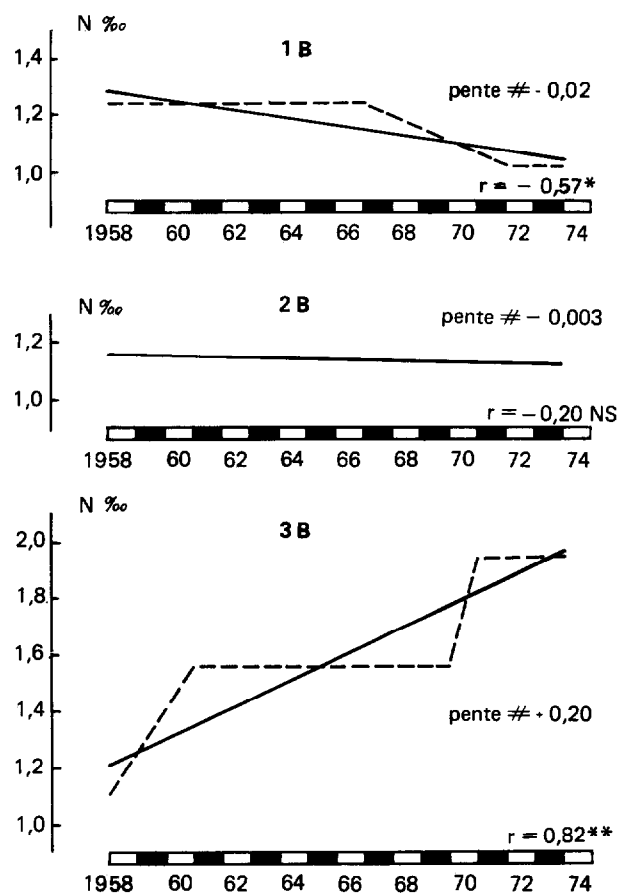 N ‰
1 B
1,4
pente # - 0,02
1,2
1,0
r = - 0,57*
1958 60 62 64 66 68 70 72 74
N ‰
2 B
pente # - 0,003
1,2
1,0
r = - 0,20 NS
1958 60 62 64 66 68 70 72 74
N ‰
3 B
2,0
1,8
1,6
1,4
pente # + 0,20
1,2
1,0
r = 0,82**
1958 60 62 64 66 68 70 72 74